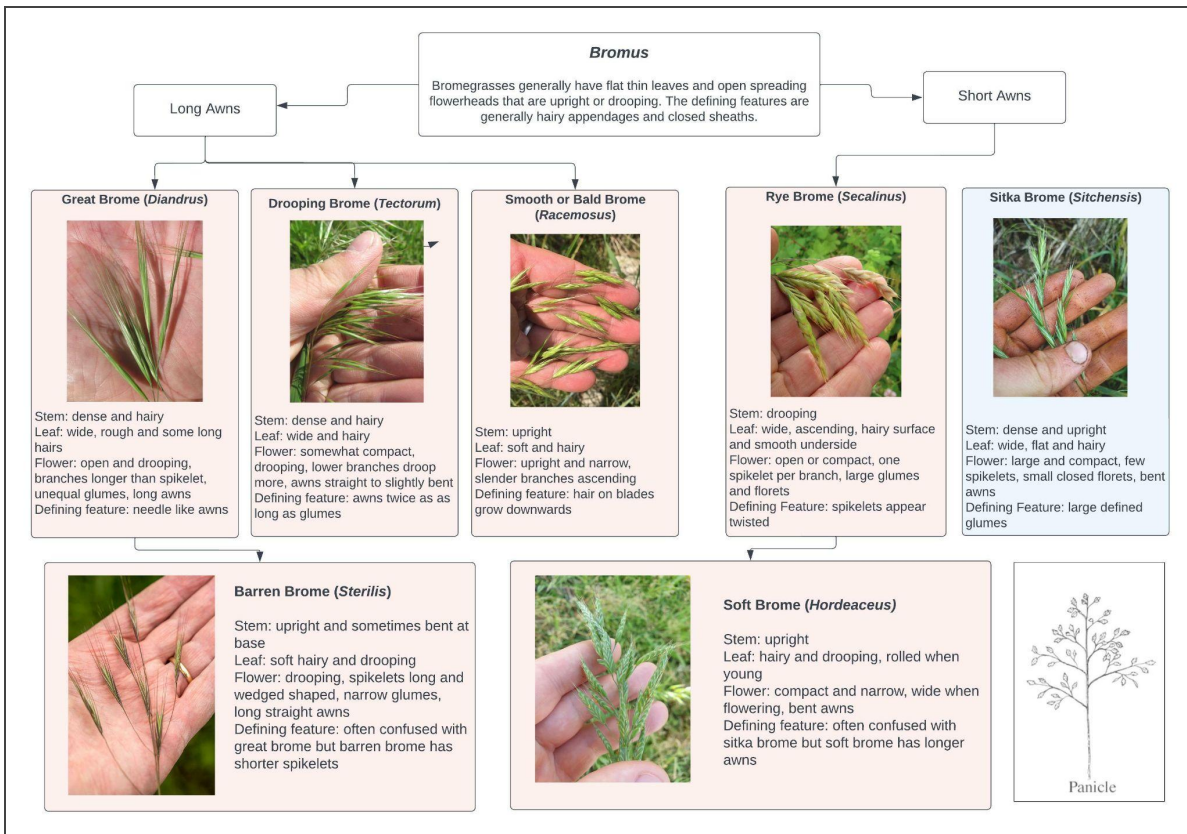 Bromus
Bromegrasses generally have flat thin leaves and open spreading
flowerheads that are upright or drooping. The defining features are
generally hairy appendages and closed sheaths.
Long Awns
Short Awns
Great Brome (Diandrus)
Stem: dense and hairy
Leaf: wide, rough and some long
hairs
Flower: open and drooping,
branches longer than spikelet,
unequal glumes, long awns
Defining feature: needle like awns
Drooping Brome (Tectorum)
Stem: dense and hairy
Leaf: wide and hairy
Flower: somewhat compact,
drooping, lower branches droop
more, awns straight to slightly bent
Defining feature: awns twice as as
long as glumes
Smooth or Bald Brome
(Racemosus)
Stem: upright
Leaf: soft and hairy
Flower: upright and narrow,
slender branches ascending
Defining feature: hair on blades
grow downwards
Rye Brome (Secalinus)
Stem: drooping
Leaf: wide, ascending, hairy surface
and smooth underside
Flower: open or compact, one
spikelet per branch, large glumes
and florets
Defining Feature: spikelets appear
twisted
Sitka Brome (Sitchensis)
Stem: dense and upright
Leaf: wide, flat and hairy
Flower: large and compact, few
spikelets, small closed florets, bent
awns
Defining Feature: large defined
glumes
Barren Brome (Sterilis)
Stem: upright and sometimes bent at
base
Leaf: soft hairy and drooping
Flower: drooping, spikelets long and
wedged shaped, narrow glumes,
long straight awns
Defining feature: often confused with
great brome but barren brome has
shorter spikelets
Soft Brome (Hordeaceus)
Stem: upright
Leaf: hairy and drooping, rolled when
young
Flower: compact and narrow, wide when
flowering, bent awns
Defining feature: often confused with
sitka brome but soft brome has longer
awns
Panicle